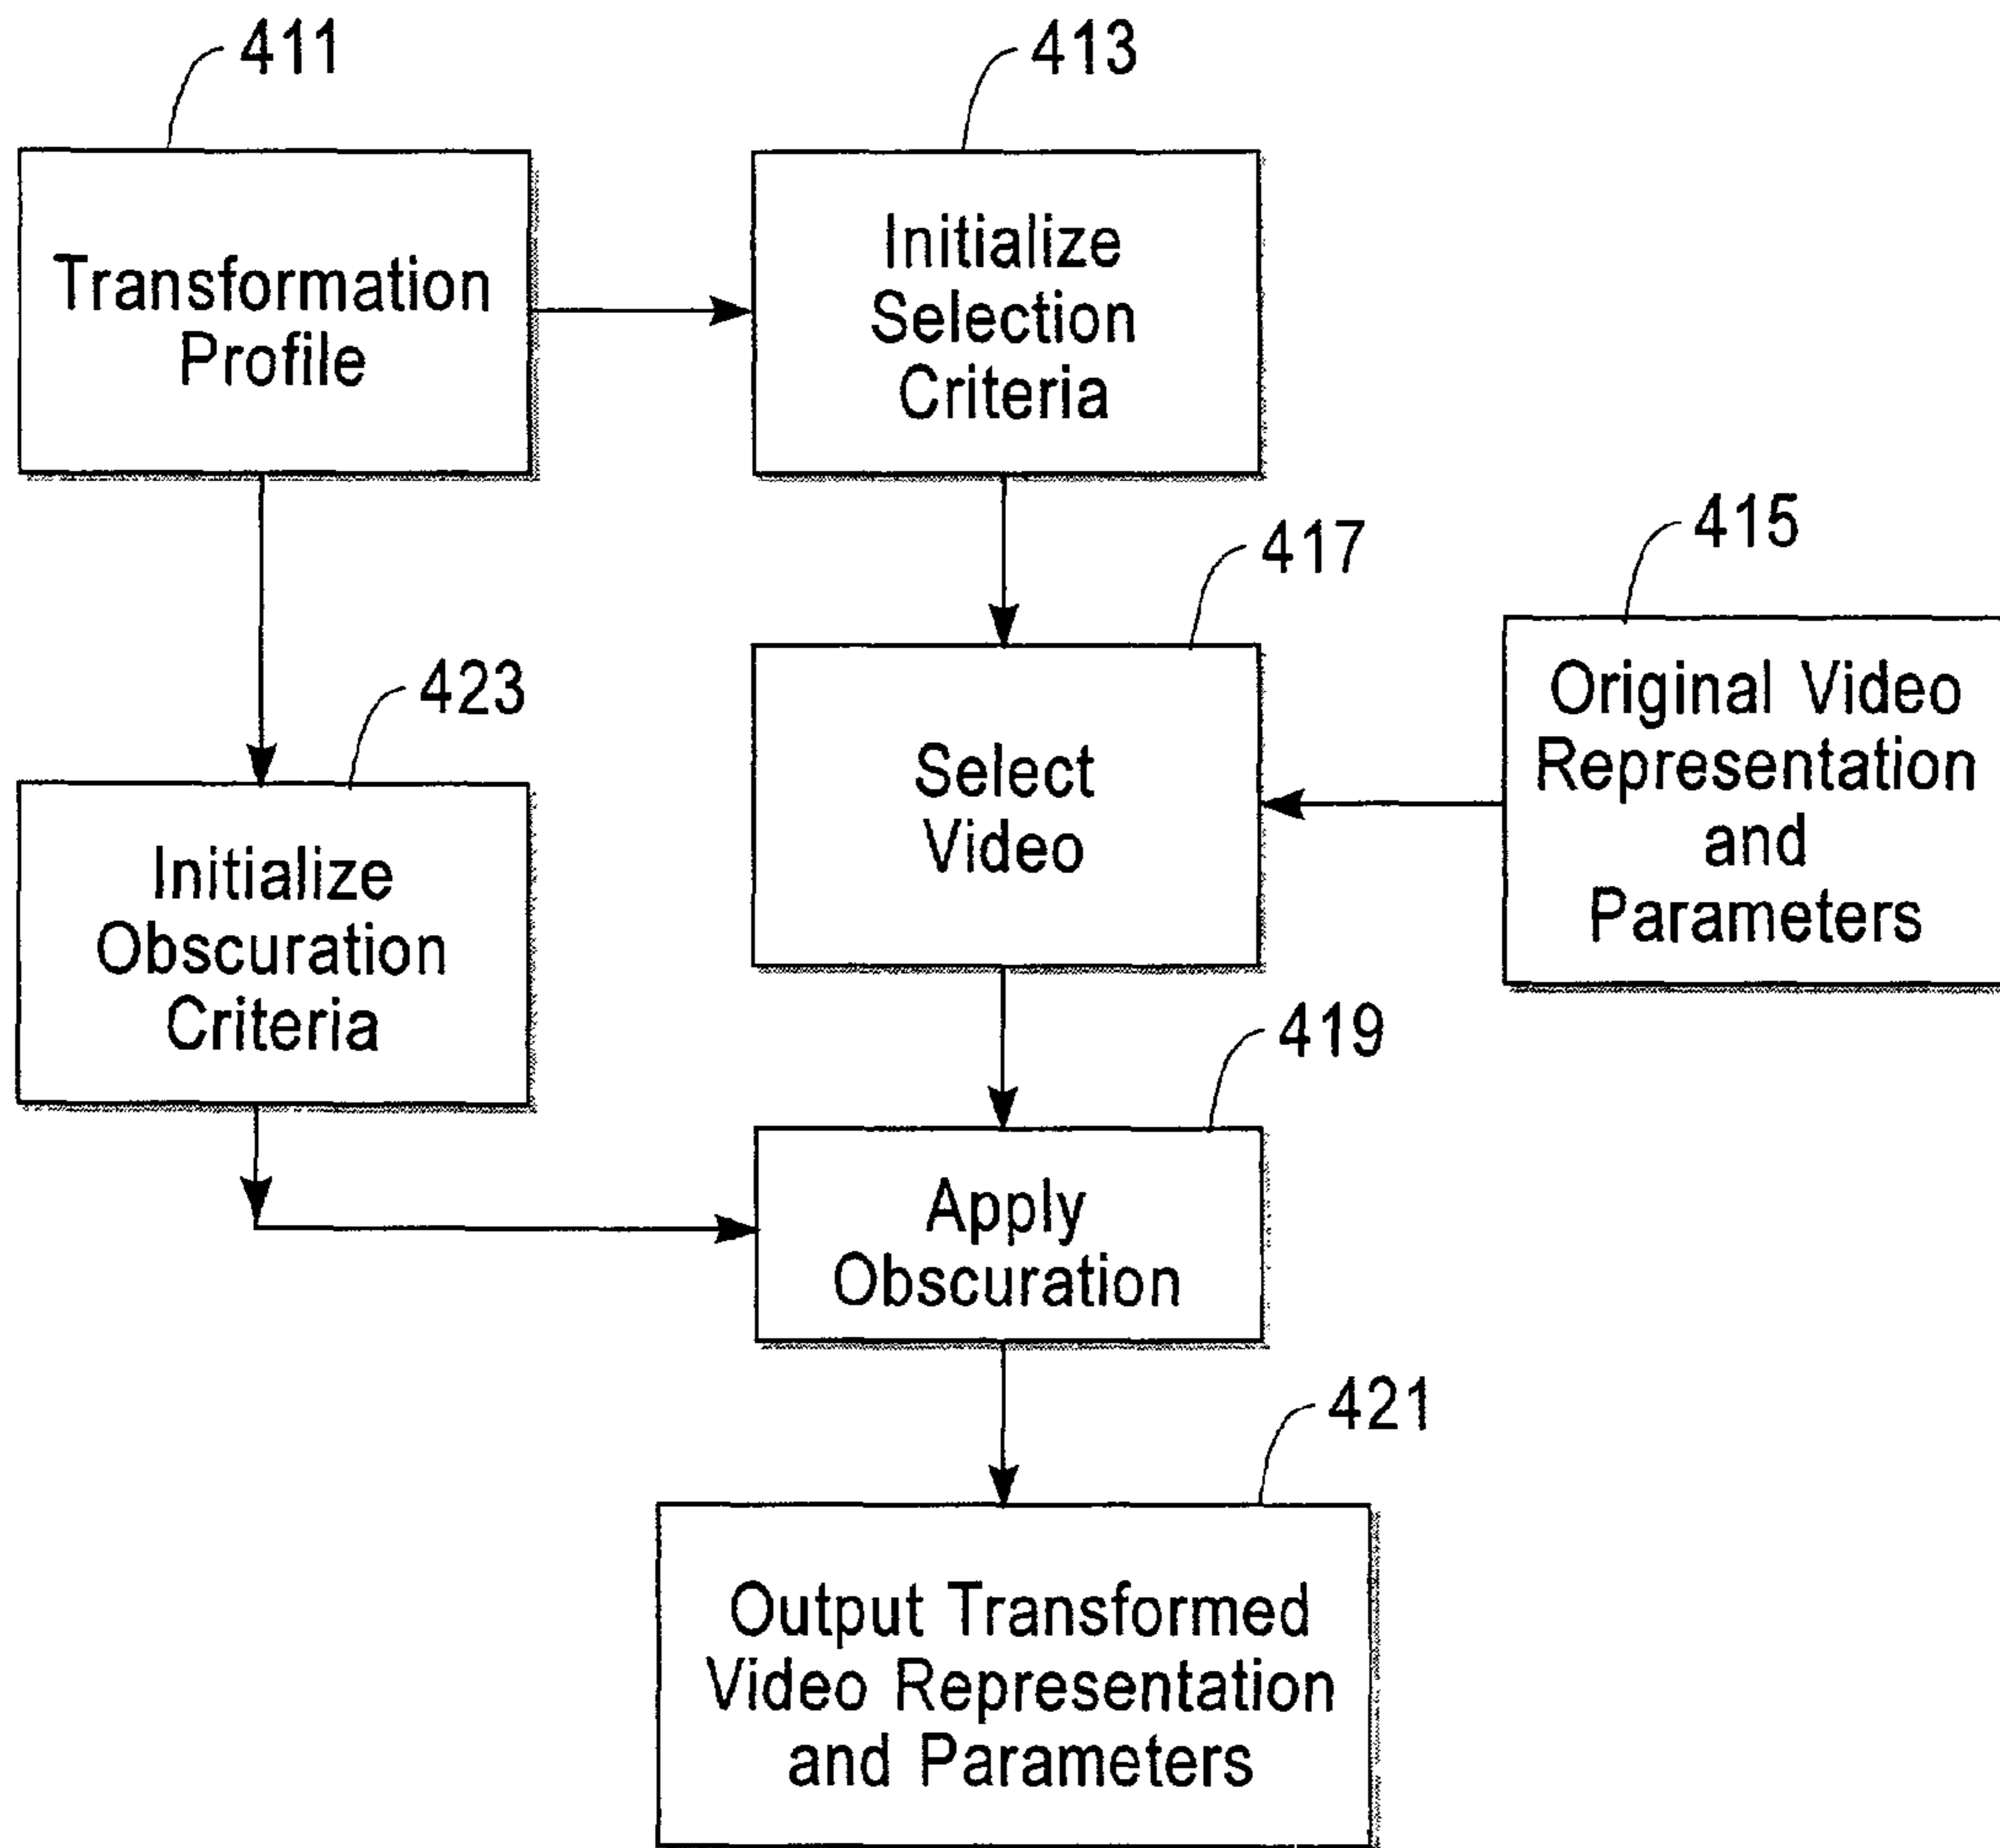 411
413
Transformation
Profile
Initialize
Selection
Criteria
415
417
Original Video
Representation
and
Parameters
423
Select
Video
Initialize
Obscuration
Criteria
419
Apply
Obscuration
421
Output Transformed
Video Representation
and Parameters